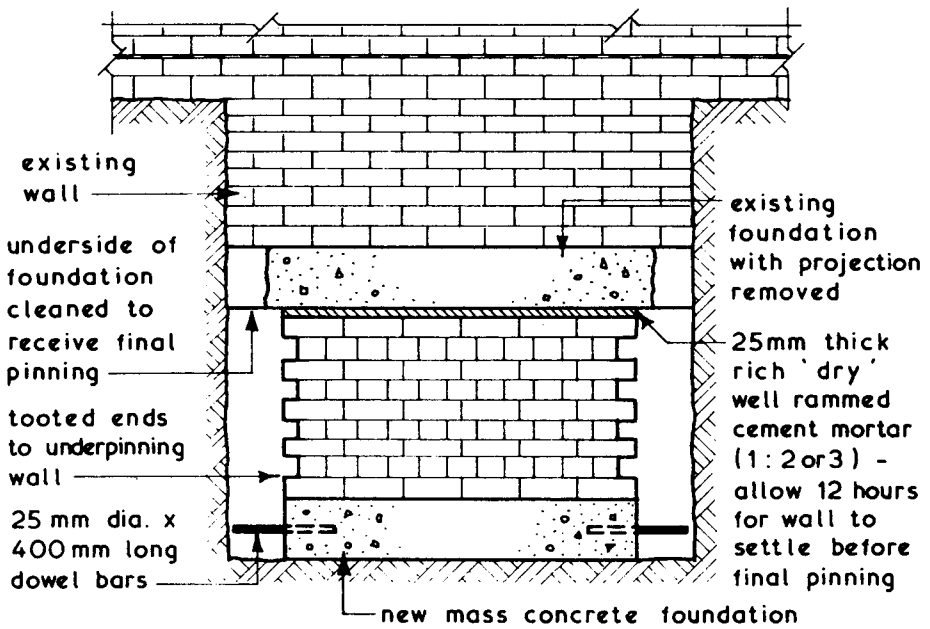 existing
wall
underside of
foundation
cleaned to
receive final
pinning
tooted ends
to underpinning
wall
25 mm dia. x
400 mm long
dowel bars
existing
foundation
with projection
removed
25mm thick
rich ‘dry’
well rammed
cement mortar
(1:2 or 3) –
allow 12 hours
for wall to
settle before
final pinning
new mass concrete foundation